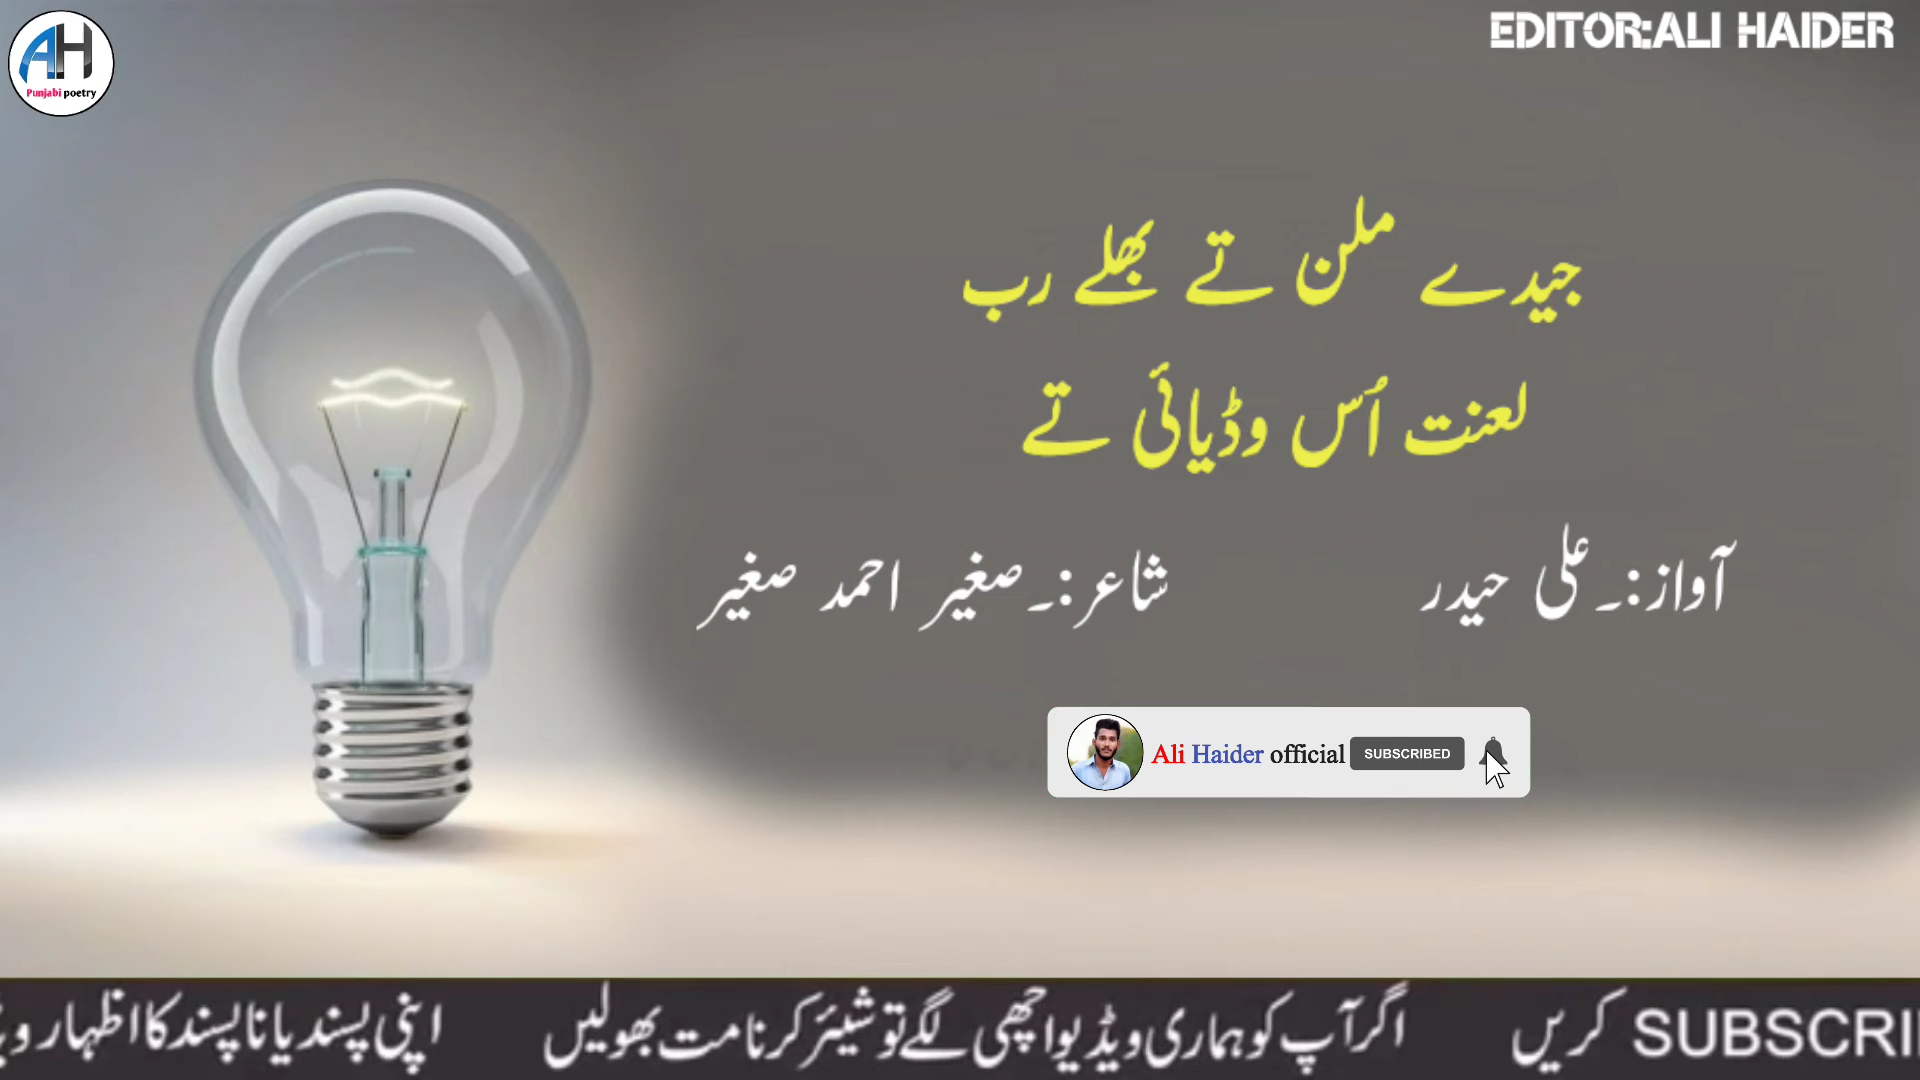 AH
Punjabi poetry
EDITOR:ALI HAIDER
جیدے ملن تے بھلے رب
لعنت اُس وڈیائی تے
آواز:۔علی حیدر
شاعر:۔صغیر احمد صغیر
Ali Haider official SUBSCRIBED
کریں SUBSCRI
اگر آپ کو ہماری ویڈیو اچھی لگے تو شیئر کرنا مت بھولیں
اپنی پسند یا ناپسند کا اظہار